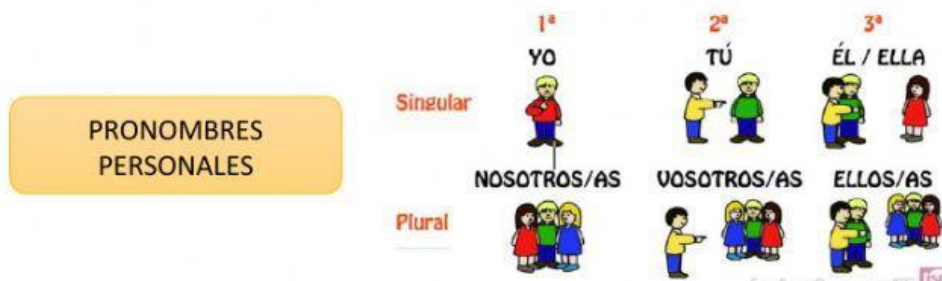 PRONOMBRES
PERSONALES
1ª 2ª 3ª
YO TÚ ÉL / ELLA
Singular
NOSOTROS/AS VOSOTROS/AS ELLOS/AS
Plural